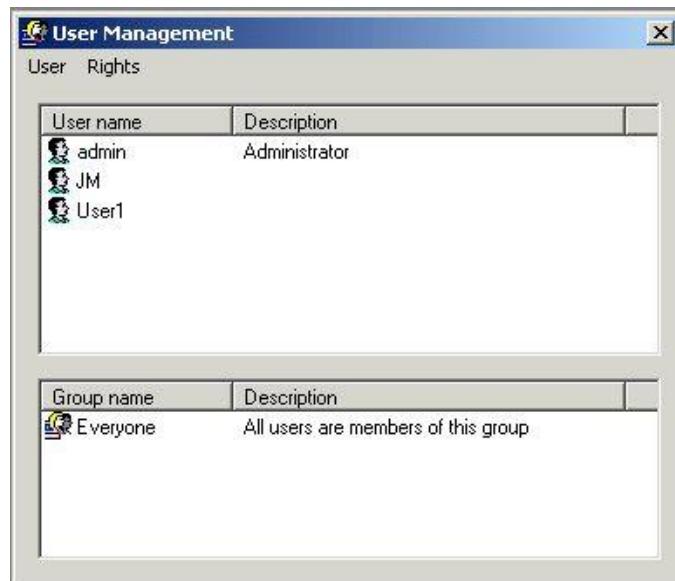 User Management
User Rights
User name Description
admin Administrator
JM
User1
Group name Description
Everyone All users are members of this group